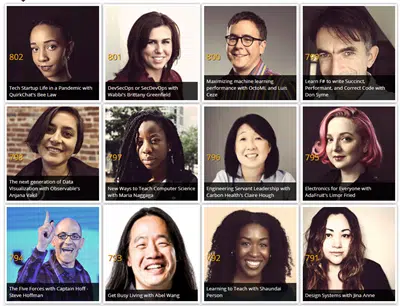 802
Tech Startup Life in a Pandemic with
QuirkChat's Bee Law
801
DevSecOps or SecDevOps with
Wabbi's Brittany Greenfield
800
Maximizing machine learning
performance with OctoML and Luis
Ceze
799
Learn F# to write Succinct,
Performant, and Correct Code with
Don Syme
798
The next generation of Data
Visualization with Observable's
Anjana Vakil
797
New Ways to Teach Computer Science
with Maria Naggaga
796
Engineering Servant Leadership with
Carbon Health's Claire Hough
795
Electronics for Everyone with
AdaFruit's Limor Fried
794
The Five Forces with Captain Hoff -
Steve Hoffman
793
Get Busy Living with Abel Wang
792
Learning to Teach with Shaundai
Person
791
Design Systems with Jina Anne